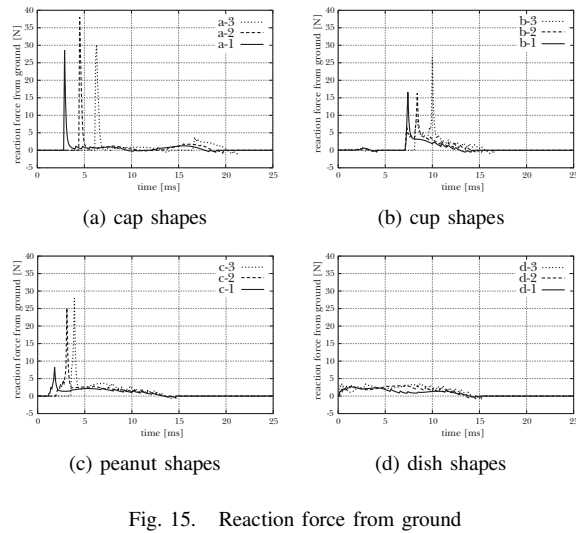 reaction force from ground [N]
40
35
30
25
20
15
10
5
0
-5
a-3
a-2
a-1
0 5 10 15 20 25
time [ms]
(a) cap shapes
reaction force from ground [N]
40
35
30
25
20
15
10
5
0
-5
b-3
b-2
b-1
0 5 10 15 20 25
time [ms]
(b) cup shapes
reaction force from ground [N]
40
35
30
25
20
15
10
5
0
-5
c-3
c-2
c-1
0 5 10 15 20 25
time [ms]
(c) peanut shapes
reaction force from ground [N]
40
35
30
25
20
15
10
5
0
-5
d-3
d-2
d-1
0 5 10 15 20 25
time [ms]
(d) dish shapes
Fig. 15. Reaction force from ground